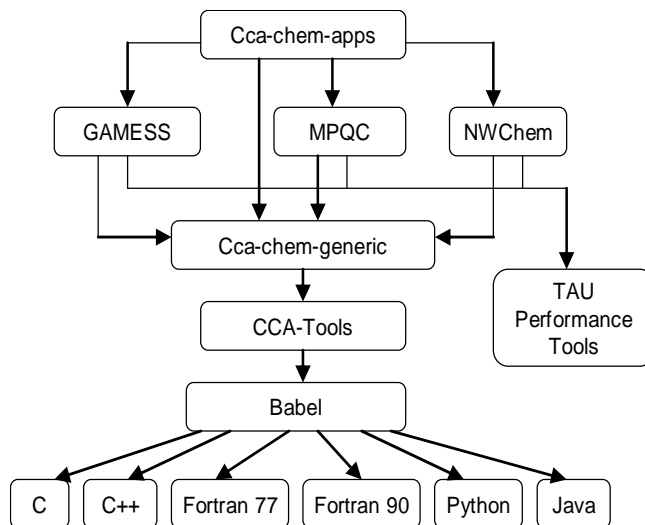 Cca-chem-apps
GAMESS
MPQC
NWChem
Cca-chem-generic
TAU
Performance
Tools
CCA-Tools
Babel
C
C++
Fortran 77
Fortran 90
Python
Java